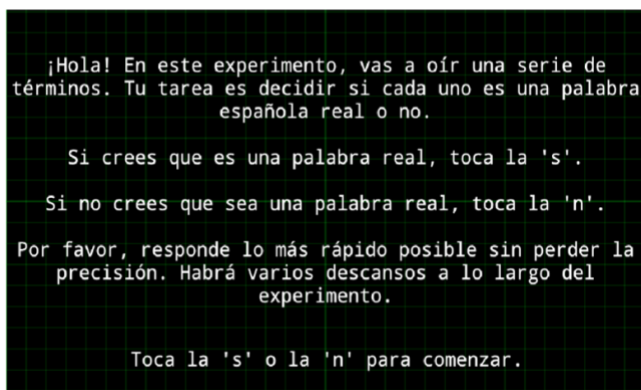 ¡Hola! En este experimento, vas a oír una serie de
términos. Tu tarea es decidir si cada uno es una palabra
española real o no.
Si crees que es una palabra real, toca la 's'.
Si no crees que sea una palabra real, toca la 'n'.
Por favor, responde lo más rápido posible sin perder la
precisión. Habrá varios descansos a lo largo del
experimento.
Toca la 's' o la 'n' para comenzar.